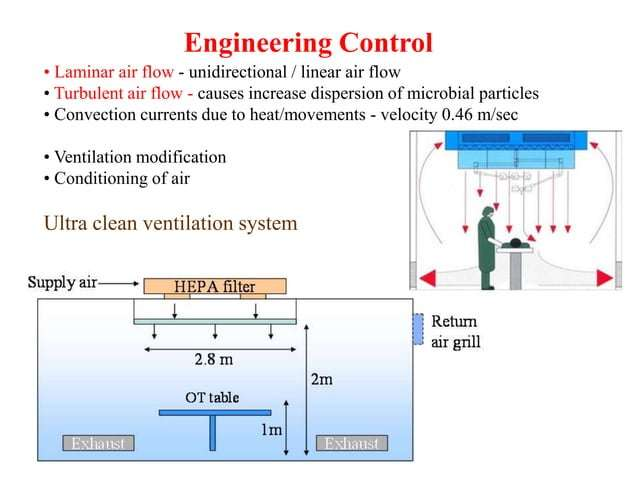 Engineering Control
• Laminar air flow - unidirectional / linear air flow
• Turbulent air flow - causes increase dispersion of microbial particles
• Convection currents due to heat/movements - velocity 0.46 m/sec
• Ventilation modification
• Conditioning of air
Ultra clean ventilation system
Supply air
HEPA filter
Return
air grill
2.8 m
2m
OT table
1m
Exhaust
Exhaust